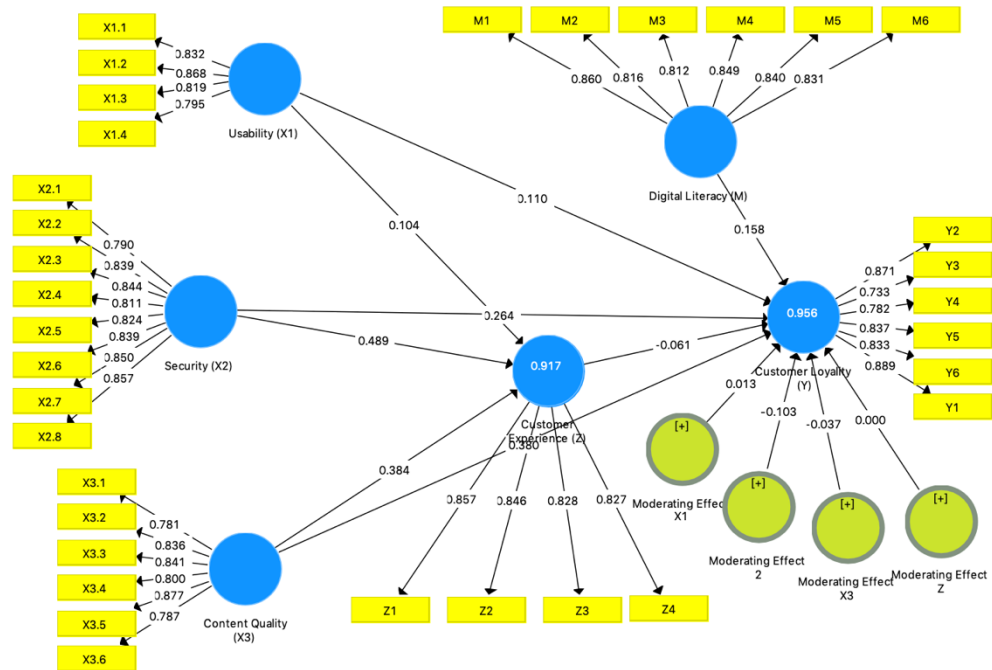 X1.1
X1.2
X1.3
X1.4
0.832
0.868
0.819
0.795
Usability (X1)
M1
M2
M3
M4
M5
M6
0.860
0.816
0.812
0.849
0.840
0.831
Digital Literacy (M)
0.110
0.104
0.158
X2.1
X2.2
X2.3
X2.4
X2.5
X2.6
X2.7
X2.8
0.790
0.839
0.844
0.811
0.824
0.839
0.850
0.857
Security (X2)
0.264
0.489
-0.061
0.917
Customer
Experience (Z)
0.956
Customer Loyality
(Y)
Y2
Y3
Y4
Y5
Y6
Y1
0.871
0.733
0.782
0.837
0.833
0.889
0.013
-0.103
-0.037
0.000
[+]
Moderating Effect
X1
[+]
Moderating Effect
2
[+]
Moderating Effect
X3
[+]
Moderating Effect
Z
X3.1
X3.2
X3.3
X3.4
X3.5
X3.6
0.781
0.836
0.841
0.800
0.877
0.787
Content Quality
(X3)
0.384
0.380
0.857
0.846
0.828
0.827
Z1
Z2
Z3
Z4